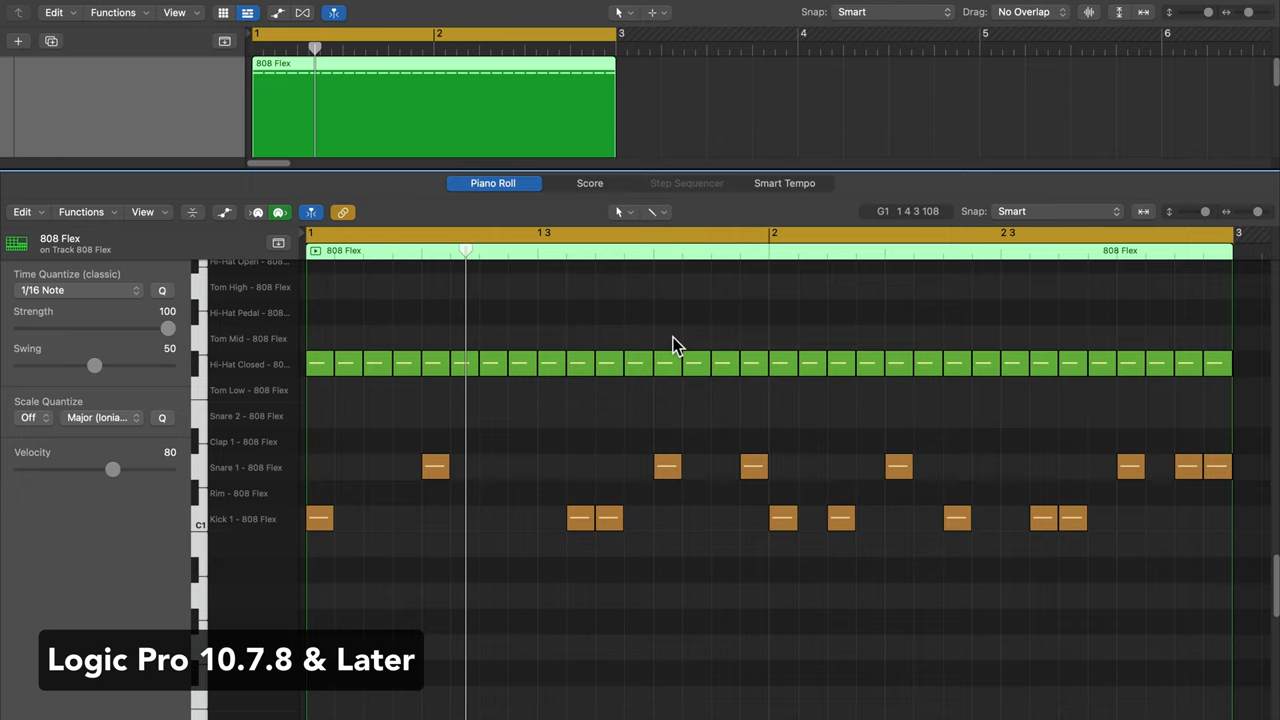 Edit Functions View Snap: Smart Drag: No Overlap
1 2 3 4 5 6
808 Flex
Piano Roll Score Step Sequencer Smart Tempo
Edit Functions View G1 1 4 3 108 Snap: Smart
1 1 3 2 2 3 3
808 Flex
on Track 808 Flex
808 Flex 808 Flex
Time Quantize (classic)
1/16 Note Q
Strength 100
Swing 50
Scale Quantize
Off Major (Ionia... Q
Velocity 80
Hi-Hat Open - 808...
Tom High - 808 Flex
Hi-Hat Pedal - 808...
Tom Mid - 808 Flex
Hi-Hat Closed - 80...
Tom Low - 808 Flex
Snare 2 - 808 Flex
Clap 1 - 808 Flex
Snare 1 - 808 Flex
Rim - 808 Flex
C1 Kick 1 - 808 Flex
Logic Pro 10.7.8 & Later